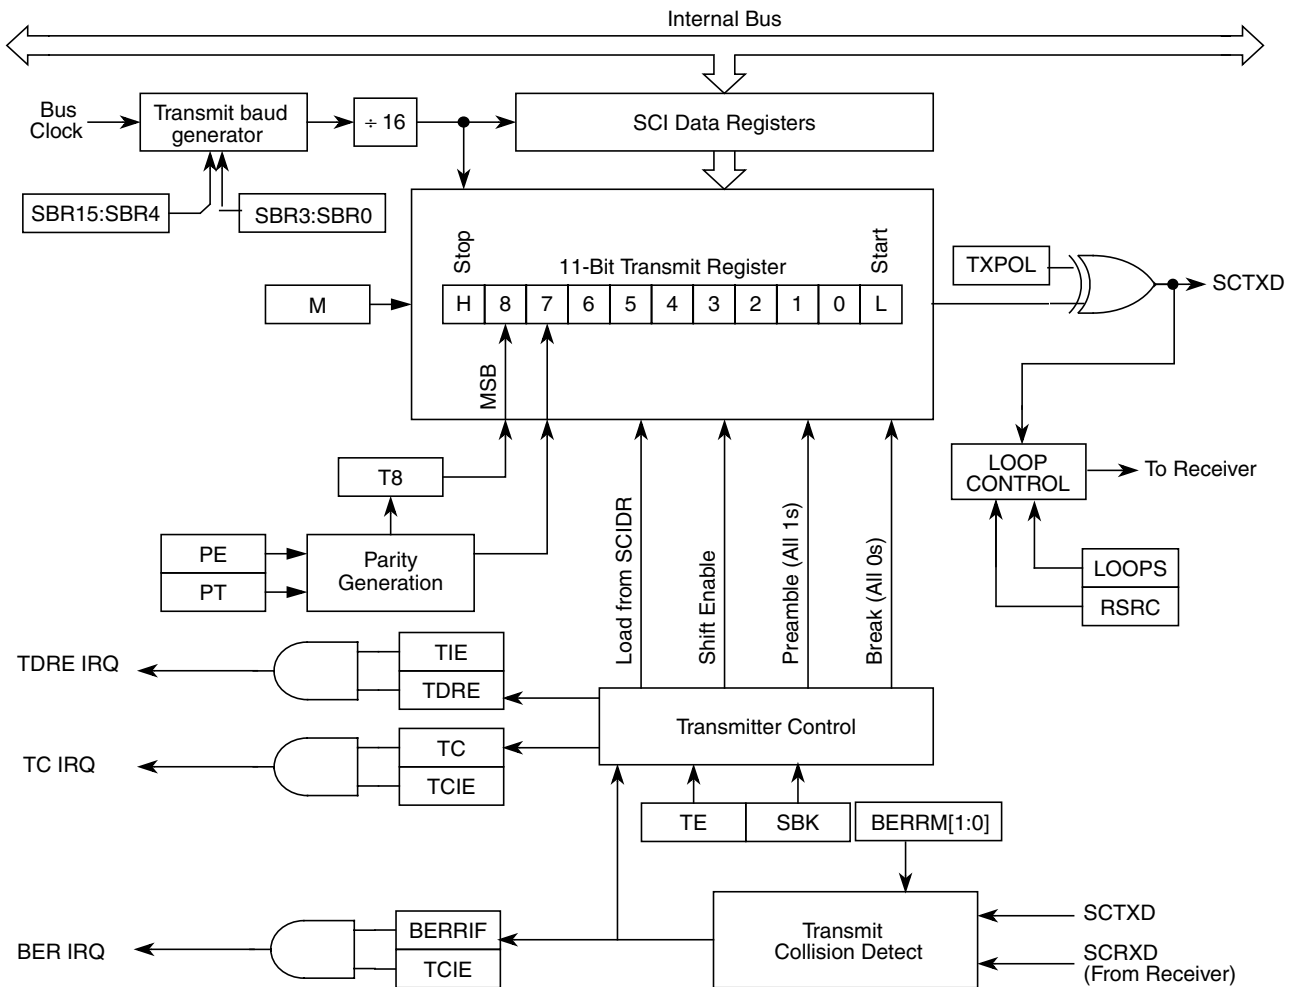 Internal Bus
Bus
Clock
Transmit baud
generator
÷ 16
SCI Data Registers
SBR15:SBR4
SBR3:SBR0
Stop
11-Bit Transmit Register
Start
TXPOL
SCTXD
M
H 8 7 6 5 4 3 2 1 0 L
MSB
T8
LOOP
CONTROL
To Receiver
PE
PT
Parity
Generation
Load from SCIDR
Shift Enable
Preamble (All 1s)
Break (All 0s)
LOOPS
RSRC
TDRE IRQ
TIE
TDRE
Transmitter Control
TC IRQ
TC
TCIE
TE
SBK
BERRM[1:0]
BER IRQ
BERRIF
TCIE
Transmit
Collision Detect
SCTXD
SCRXD
(From Receiver)